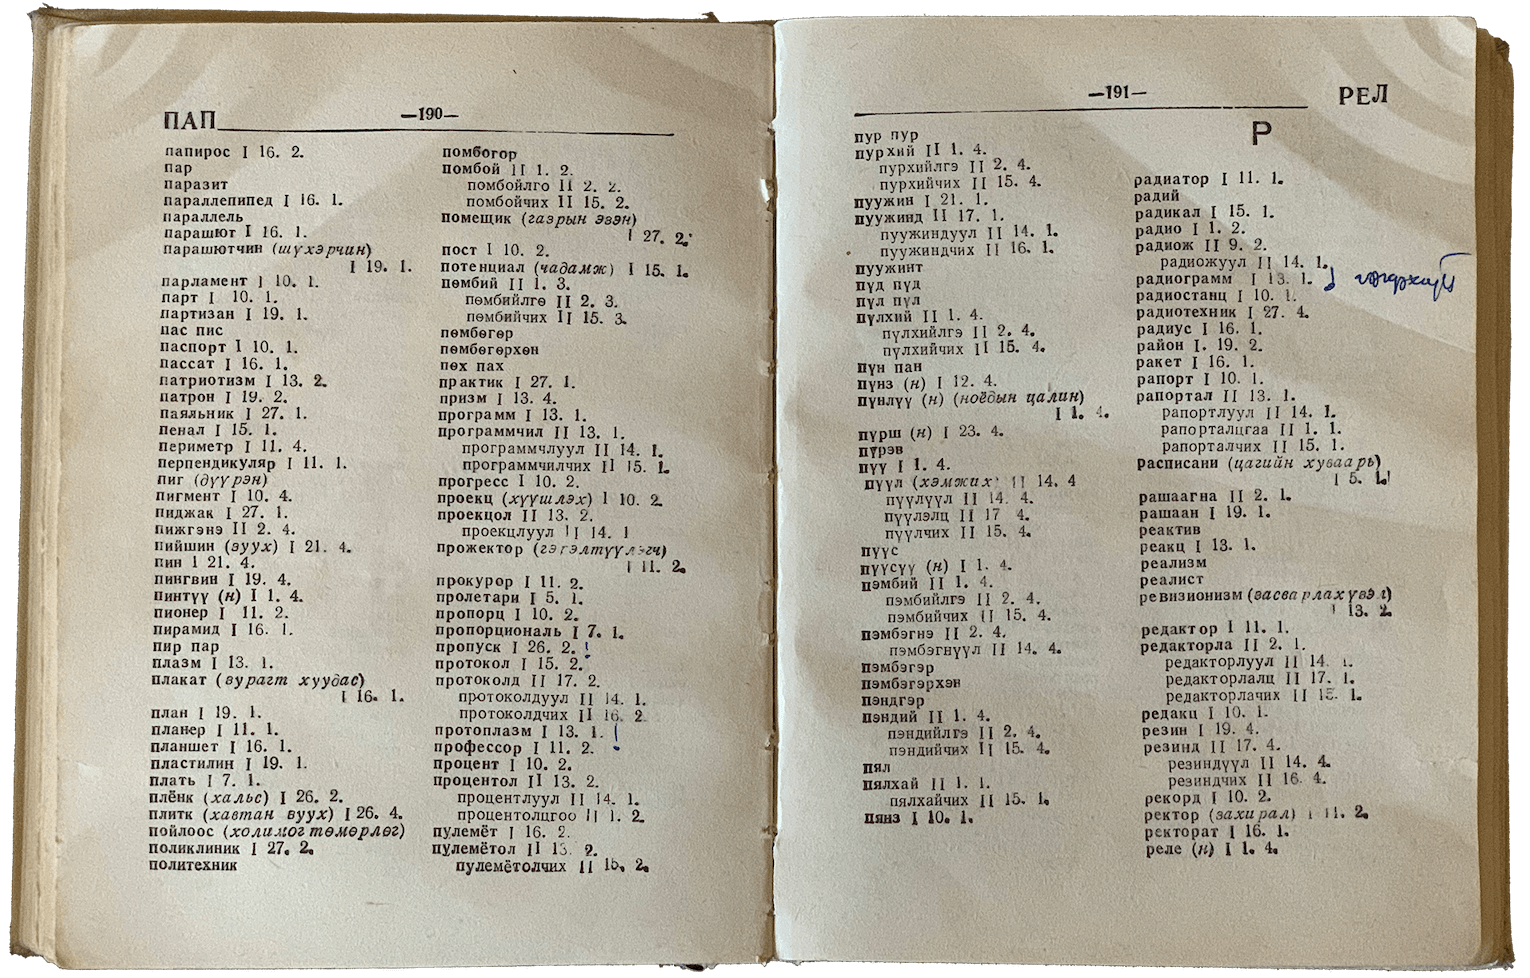 ПАП
—190—
папирос I 16. 2.
пар
паразит
параллепипед I 16. 1.
параллель
парашют I 16. 1.
парашютчин (шүхэрчин)
I 19. 1.
парламент I 10. 1.
парт I 10. 1.
партизан I 19. 1.
пас пис
паспорт I 10. 1.
пассат I 16. 1.
патриотизм I 13. 2.
патрон I 19. 2.
паяльник I 27. 1.
пенал I 15. 1.
периметр I 11. 4.
перпендикуляр I 11. 1.
пиг (дүүрэн)
пигмент I 10. 4.
пиджак I 27. 1.
пижгэнэ II 2. 4.
пийшин (зуух) I 21. 4.
пин I 21. 4.
пингвин I 19. 4.
пинтүү (н) I 1. 4.
пионер I 11. 2.
пирамид I 16. 1.
пир пар
плазм I 13. 1.
плакат (зурагт хуудас)
I 16. 1.
план I 19. 1.
планер I 11. 1.
планшет I 16. 1.
пластилин I 19. 1.
плать I 7. 1.
плёнк (хальс) I 26. 2.
плитк (хавтан зуух) I 26. 4.
пойлоос (холимог төмөрлөг)
поликлиник I 27. 2.
политехник
помбогор
помбой II 1. 2.
помбойлго II 2. 2.
помбойчих II 15. 2.
помещик (газрын эзэн)
I 27. 2.
пост I 10. 2.
потенциал (чадамж) I 15. 1.
пөмбий II 1. 3.
пөмбийлгө II 2. 3.
пөмбийчих II 15. 3.
пөмбөгөр
пөмбөгөрхөн
пөх пах
практик I 27. 1.
призм I 13. 4.
программ I 13. 1.
программчил II 13. 1.
программчлуул II 14. 1.
программчилчих II 15. 1.
прогресс I 10. 2.
проекц (хүүшлэх) I 10. 2.
проекцол II 13. 2.
проекцлуул II 14. 1
прожектор (гэгэлтүүлэгч)
I 11. 2.
прокурор I 11. 2.
пролетари I 5. 1.
пропорц I 10. 2.
пропорциональ I 7. 1.
пропуск I 26. 2.
протокол I 15. 2.
протоколд II 17. 2.
протоколдуул II 14. 1.
протоколдчих II 16. 2.
протоплазм I 13. 1.
профессор I 11. 2.
процент I 10. 2.
процентол II 13. 2.
процентлуул II 14. 1.
процентолцгоо II 1. 2.
пулемёт I 16. 2.
пулемётол II 13. 2.
пулемётолчих II 15. 2.
—191—
РЕЛ
пур пур
пурхий II 1. 4.
пурхийлгэ II 2. 4.
пурхийчих II 15. 4.
пуужин I 21. 1.
пуужинд II 17. 1.
пуужиндуул II 14. 1.
пуужиндчих II 16. 1.
пуужинт
пүд пүд
пүл пүл
пүлхий II 1. 4.
пүлхийлгэ II 2. 4.
пүлхийчих II 15. 4.
пүн пан
пүнз (н) I 12. 4.
пүнлүү (н) (ноёдын цалин)
I 1. 4.
пүрш (н) I 23. 4.
пүрэв
пүү I 1. 4.
пүүл (хэмжих) II 14. 4
пүүлүүл II 14. 4.
пүүлэлц II 17 4.
пүүлчих II 15. 4.
пүүс
пүүсүү (н) I 1. 4.
пэмбий II 1. 4.
пэмбийлгэ II 2. 4.
пэмбийчих II 15. 4.
пэмбэгнэ II 2. 4.
пэмбэгнүүл II 14. 4.
пэмбэгэр
пэмбэгэрхэн
пэндгэр
пэндий II 1. 4.
пэндийлгэ II 2. 4.
пэндийчих II 15. 4.
пял
пялхай II 1. 1.
пялхайчих II 15. 1.
пянз I 10. 1.
Р
радиатор I 11. 1.
радий
радикал I 15. 1.
радио I 1. 2.
радиож II 9. 2.
радиожуул II 14. 1.
радиограмм I 13. 1.
радиостанц I 10. 1.
радиотехник I 27. 4.
радиус I 16. 1.
район I. 19. 2.
ракет I 16. 1.
рапорт I 10. 1.
рапортал II 13. 1.
рапортлуул II 14. 1.
рапорталцгаа II 1. 1.
рапорталчих II 15. 1.
расписани (цагийн хуваарь)
I 5. 1.
рашаагна II 2. 1.
рашаан I 19. 1.
реактив
реакц I 13. 1.
реализм
реалист
ревизионизм (засварлах үзэл)
I 13. 2.
редактор I 11. 1.
редакторла II 2. 1.
редакторлуул II 14. 1.
редакторлалц II 17. 1.
редакторлачих II 15. 1.
редакц I 10. 1.
резин I 19. 4.
резинд II 17. 4.
резиндүүл II 14. 4.
резиндчих II 16. 4.
рекорд I 10. 2.
ректор (захирал) I 11. 2.
ректорат I 16. 1.
реле (н) I 1. 4.